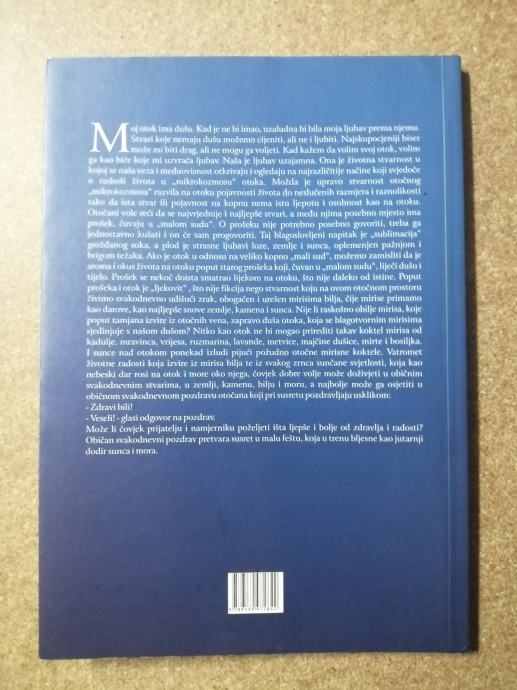 Moj otok ima dušu. Kad je ne bi imao, uzaludna bi bila moja ljubav prema njemu.
Stvari koje nemaju dušu možemo cijeniti, ali ne i ljubiti. Najskupocjeniji biser
može mi biti drag, ali ne mogu ga voljeti. Kad kažem da volim svoj otok, volim
ga kao biće koje mi uzvraća ljubav. Naša je ljubav uzajamna. Ona je životna stvarnost u
kojoj se naša veza i međuovisnost otkrivaju i ogledaju na najrazličitije načine koji svjedoče
o raskoši života u „mikrokozmosu" otoka. Možda je upravo stvarnost otočnog
„mikrokozmosa" razvila na otoku pojavnosti života do neslućenih razmjera i raznolikosti
tako da ista stvar ili pojavnost na kopnu nema istu ljepotu i osobnost kao na otoku.
Otočani vole reći da se najvrjednije i najljepše stvari, a među njima posebno mjesto ima
prošek, čuvaju u „malom sudu". O prošeku nije potrebno posebno govoriti, treba ga
jednostavno kušati i on će sam progovoriti. Taj blagoslovljeni napitak je „sublimacija"
grožđanog soka, a plod je strasne ljubavi loze, zemlje i sunca, oplemenjen pažnjom i
brigom težaka. Ako je otok u odnosu na veliko kopno „mali sud", možemo zamisliti da je
aroma i okus života na otoku poput starog prošeka koji, čuvan u „malom sudu", liječi dušu i
tijelo. Prošek se nekoć doista smatrao lijekom na otoku, što nije daleko od istine. Poput
prošeka i otok je „ljekovit" , što nije fikcija nego stvarnost koju na ovom otočnom prostoru
živimo svakodnevno udišući zrak, obogaćen i urešen mirisima bilja, čije mirise primamo
kao darove, kao najljepše snove zemlje, kamena i sunca. Nije li raskošno obilje mirisa, koje
poput tamjana izvire iz otočnih vena, zapravo duša otoka, koja se blagotvornim mirisima
sjedinjuje s našom dušom? Nitko kao otok ne bi mogao prirediti takav koktel mirisa od
kadulje, mravinca, vrijesa, ruzmarina, lavande, metvice, majčine dušice, mirte i bosiljka.
I sunce nad otokom ponekad izludi pijući požudno otočne mirisne koktele. Vatromet
životne radosti koja izvire iz mirisa bilja te iz svakog zrnca sunčane svjetlosti, koja kao
nebeski dar rosi na otok i more oko njega, čovjek dobre volje može doživjeti u običnim
svakodnevnim stvarima, u zemlji, kamenu, bilju i moru, a najbolje može ga osjetiti u
običnom svakodnevnom pozdravu otočana koji pri susretu pozdravljaju usklikom:
- Zdravi bili!
- Veseli! - glasi odgovor na pozdrav.
Može li čovjek prijatelju i namjerniku poželjeti išta ljepše i bolje od zdravlja i radosti?
Običan svakodnevni pozdrav pretvara susret u malu feštu, koja u trenu bljesne kao jutarnji
dodir sunca i mora.